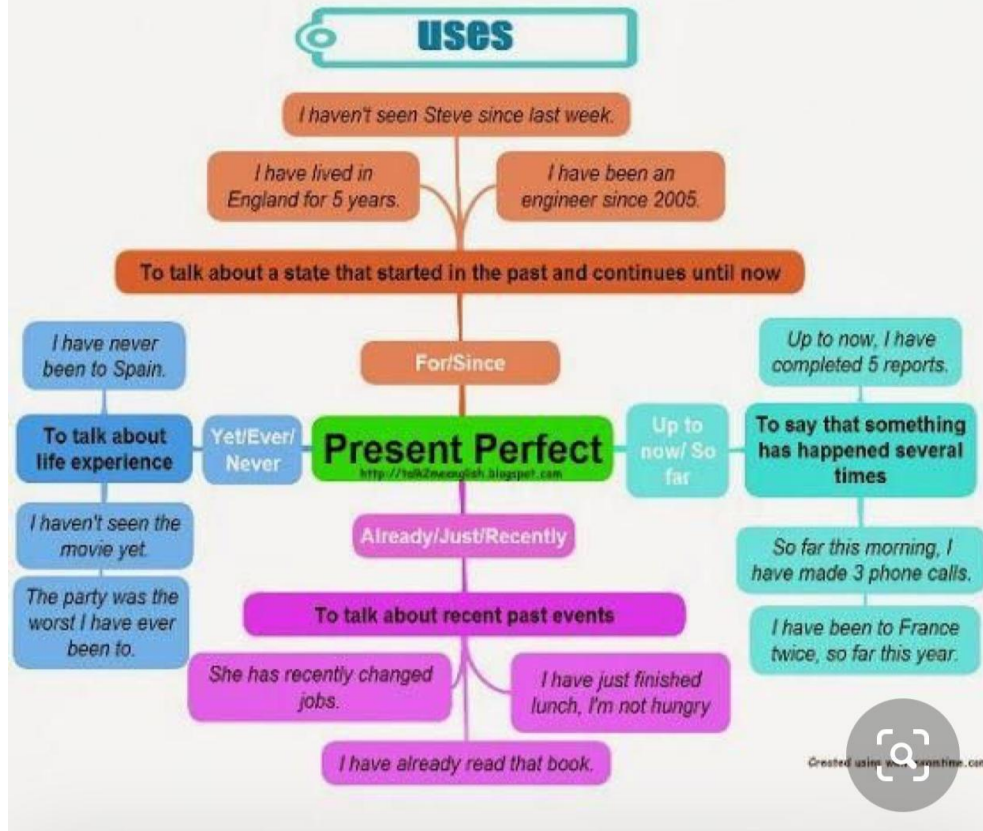 uses
I haven't seen Steve since last week.
I have lived in
England for 5 years.
I have been an
engineer since 2005.
To talk about a state that started in the past and continues until now
For/Since
I have never
been to Spain.
To talk about
life experience
Yet/Ever/
Never
I haven't seen the
movie yet.
The party was the
worst I have ever
been to.
Present Perfect
http://talk2meenglish.blogspot.com
Up to
now/ So
far
Up to now, I have
completed 5 reports.
To say that something
has happened several
times
So far this morning, I
have made 3 phone calls.
I have been to France
twice, so far this year.
Already/Just/Recently
To talk about recent past events
She has recently changed
jobs.
I have just finished
lunch, I'm not hungry
I have already read that book.
Created using